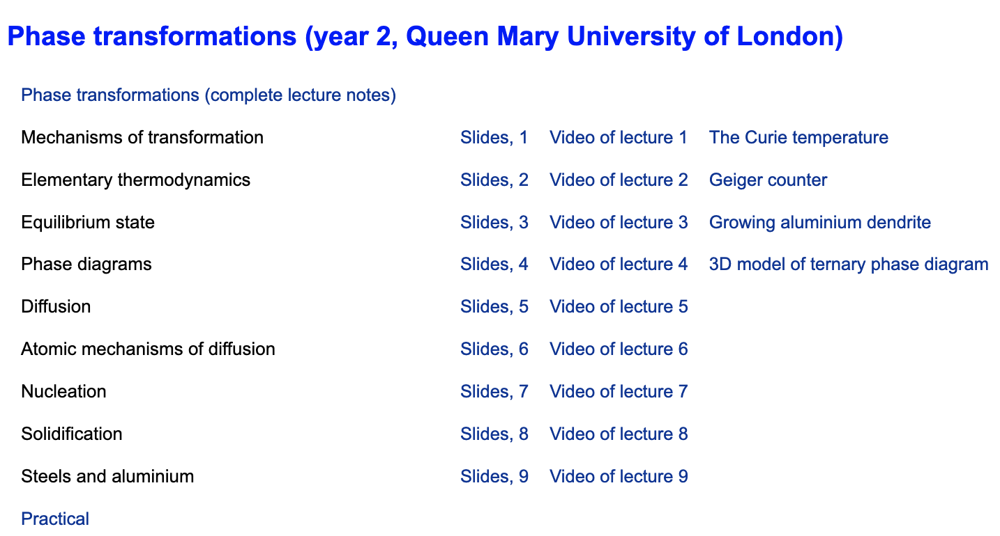 Phase transformations (year 2, Queen Mary University of London)
Phase transformations (complete lecture notes)
Mechanisms of transformation Slides, 1 Video of lecture 1 The Curie temperature
Elementary thermodynamics Slides, 2 Video of lecture 2 Geiger counter
Equilibrium state Slides, 3 Video of lecture 3 Growing aluminium dendrite
Phase diagrams Slides, 4 Video of lecture 4 3D model of ternary phase diagram
Diffusion Slides, 5 Video of lecture 5
Atomic mechanisms of diffusion Slides, 6 Video of lecture 6
Nucleation Slides, 7 Video of lecture 7
Solidification Slides, 8 Video of lecture 8
Steels and aluminium Slides, 9 Video of lecture 9
Practical